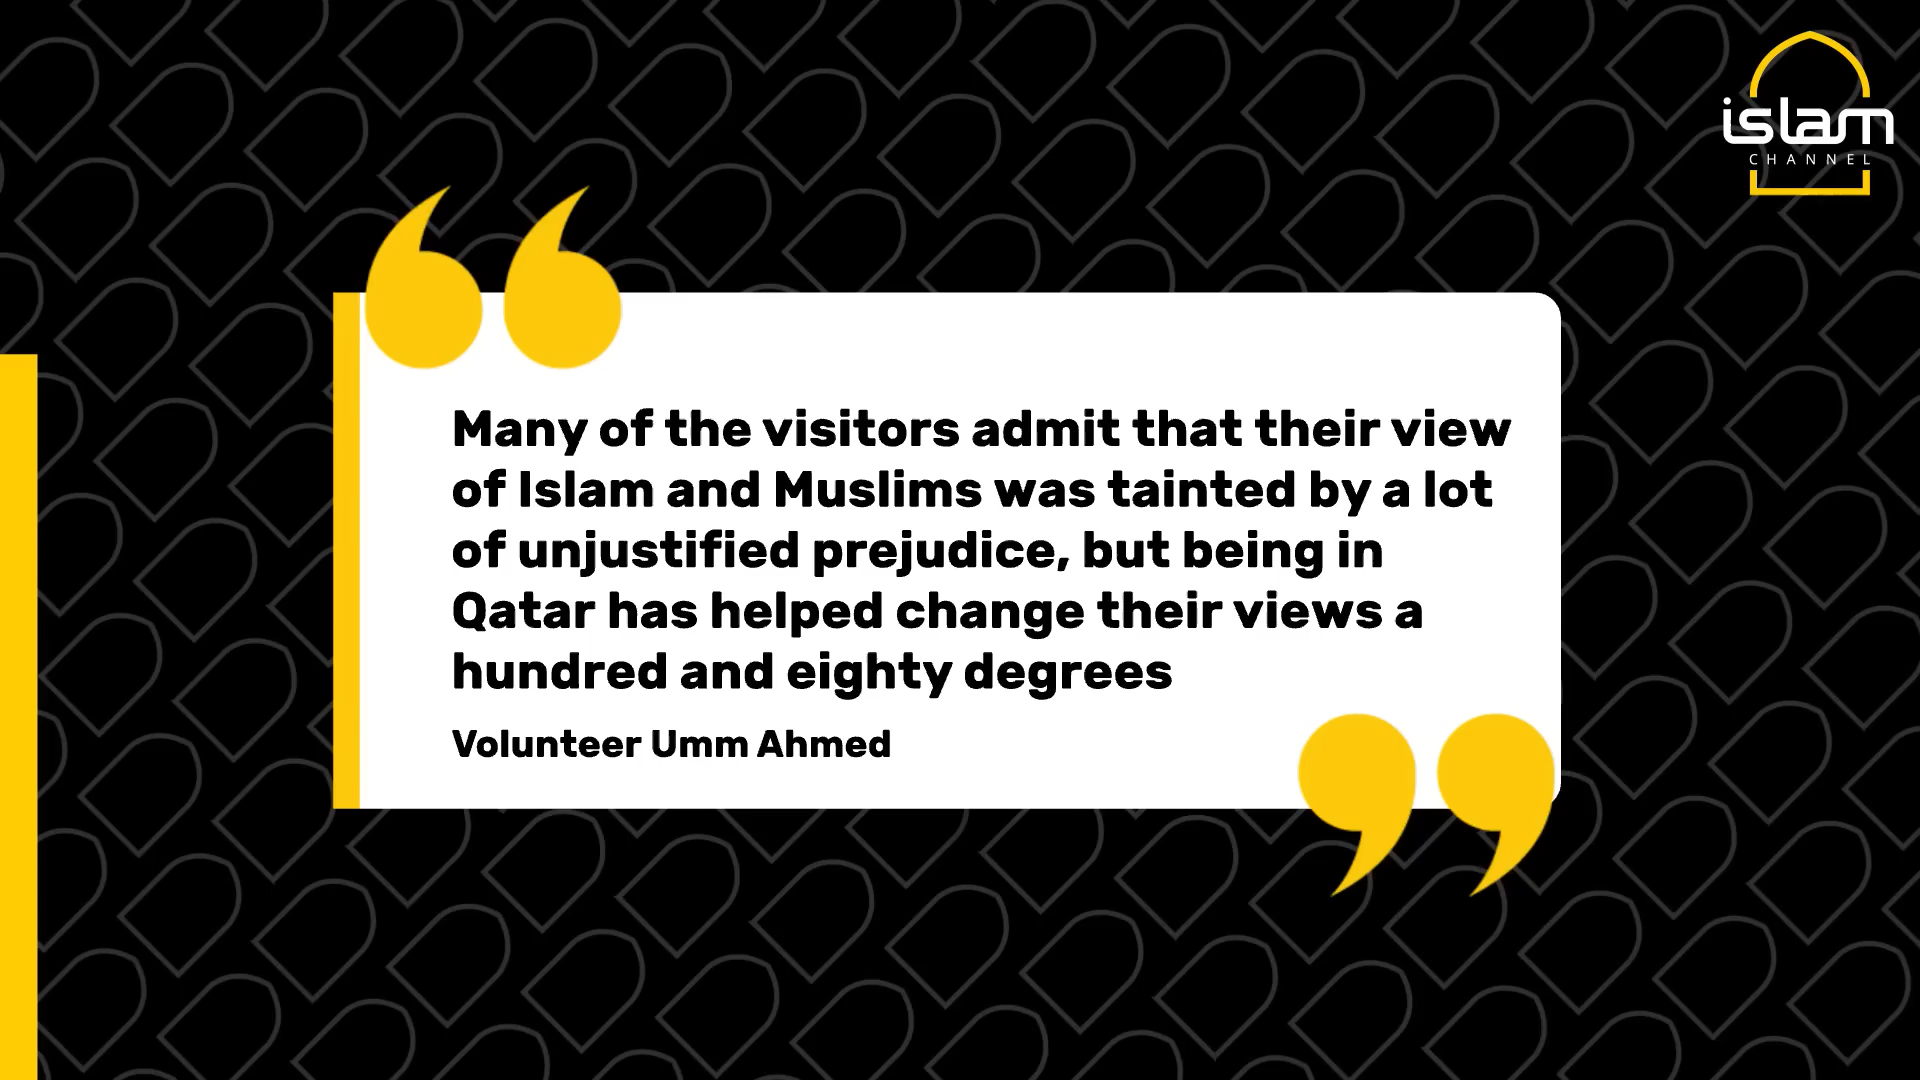 islam
CHANNEL
Many of the visitors admit that their view
of Islam and Muslims was tainted by a lot
of unjustified prejudice, but being in
Qatar has helped change their views a
hundred and eighty degrees
Volunteer Umm Ahmed